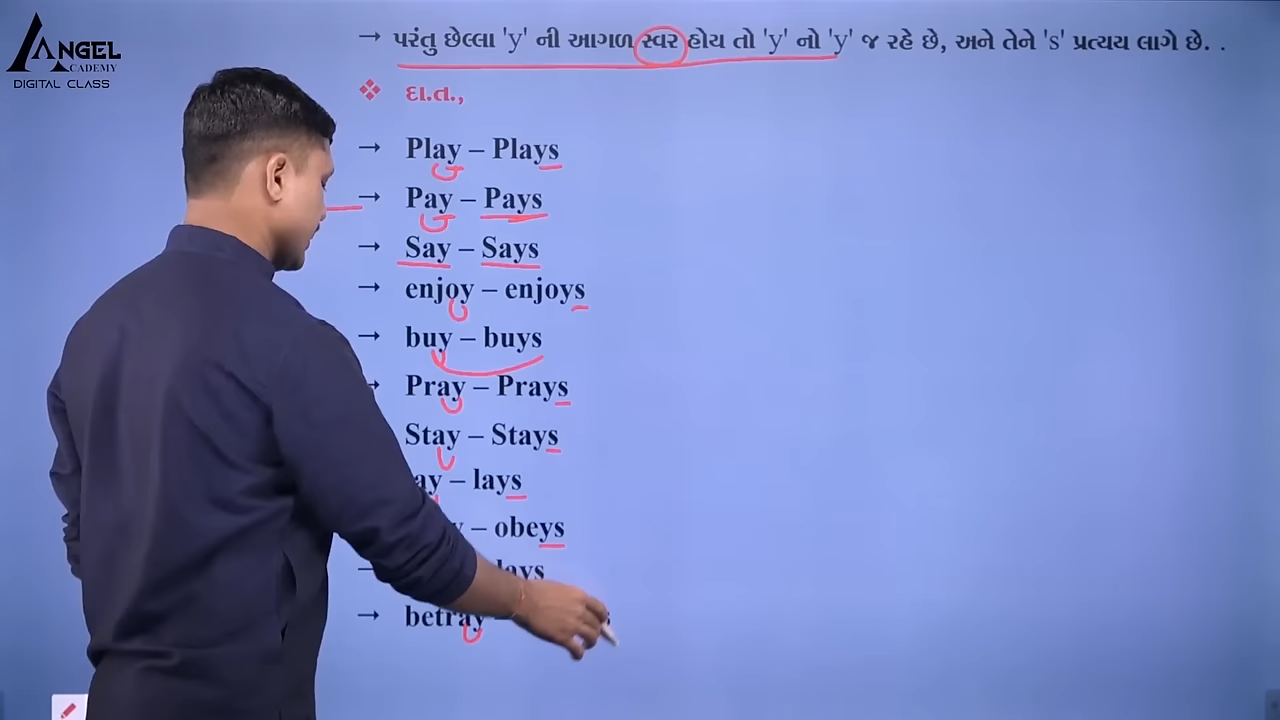 ANGEL
ACADEMY
DIGITAL CLASS
→ પરંતુ છેલ્લા 'y' ની આગળ સ્વર હોય તો 'y' નો 'y' જ રહે છે, અને તેને 's' પ્રત્યય લાગે છે. .
❖ દા.ત.,
→ Play – Plays
→ Pay – Pays
→ Say – Says
→ enjoy – enjoys
→ buy – buys
→ Pray – Prays
Stay – Stays
ay – lays
y – obeys
lays
→ betray –